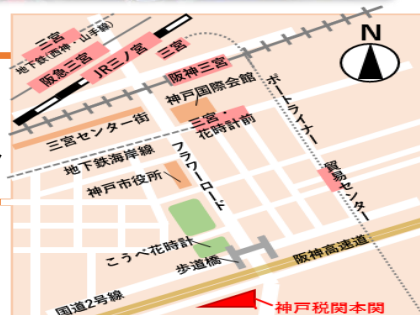 三宮
地下鉄(西神・山手線)
阪急三宮
JR三ノ宮
三宮
阪神三宮
N
神戸国際会館
三宮・
花時計前
ポートライナー
三宮センター街
地下鉄海岸線
フラワーロード
神戸市役所
貿易センター
こうべ花時計
歩道橋
阪神高速道
国道2号線
神戸税関本関